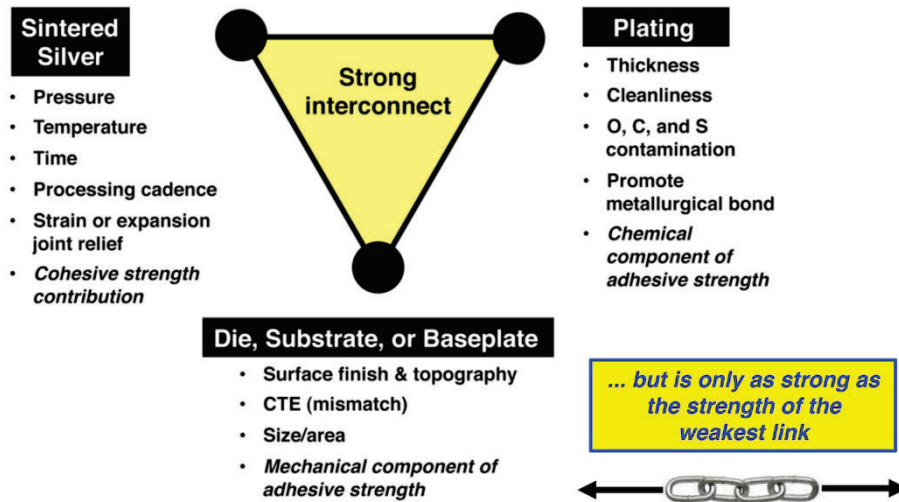 Sintered
Silver
• Pressure
• Temperature
• Time
• Processing cadence
• Strain or expansion
joint relief
• Cohesive strength
contribution
Strong
interconnect
Plating
• Thickness
• Cleanliness
• O, C, and S
contamination
• Promote
metallurgical bond
• Chemical
component of
adhesive strength
Die, Substrate, or Baseplate
• Surface finish & topography
• CTE (mismatch)
• Size/area
• Mechanical component of
adhesive strength
... but is only as strong as
the strength of the
weakest link